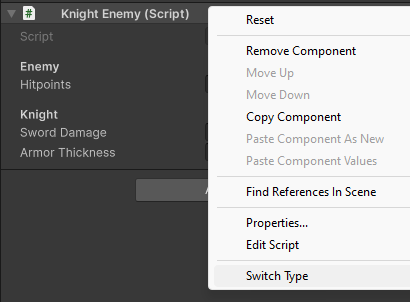 Knight Enemy (Script)
Script
Enemy
Hitpoints
Knight
Sword Damage
Armor Thickness
Reset
Remove Component
Move Up
Move Down
Copy Component
Paste Component As New
Paste Component Values
Find References In Scene
Properties...
Edit Script
Switch Type